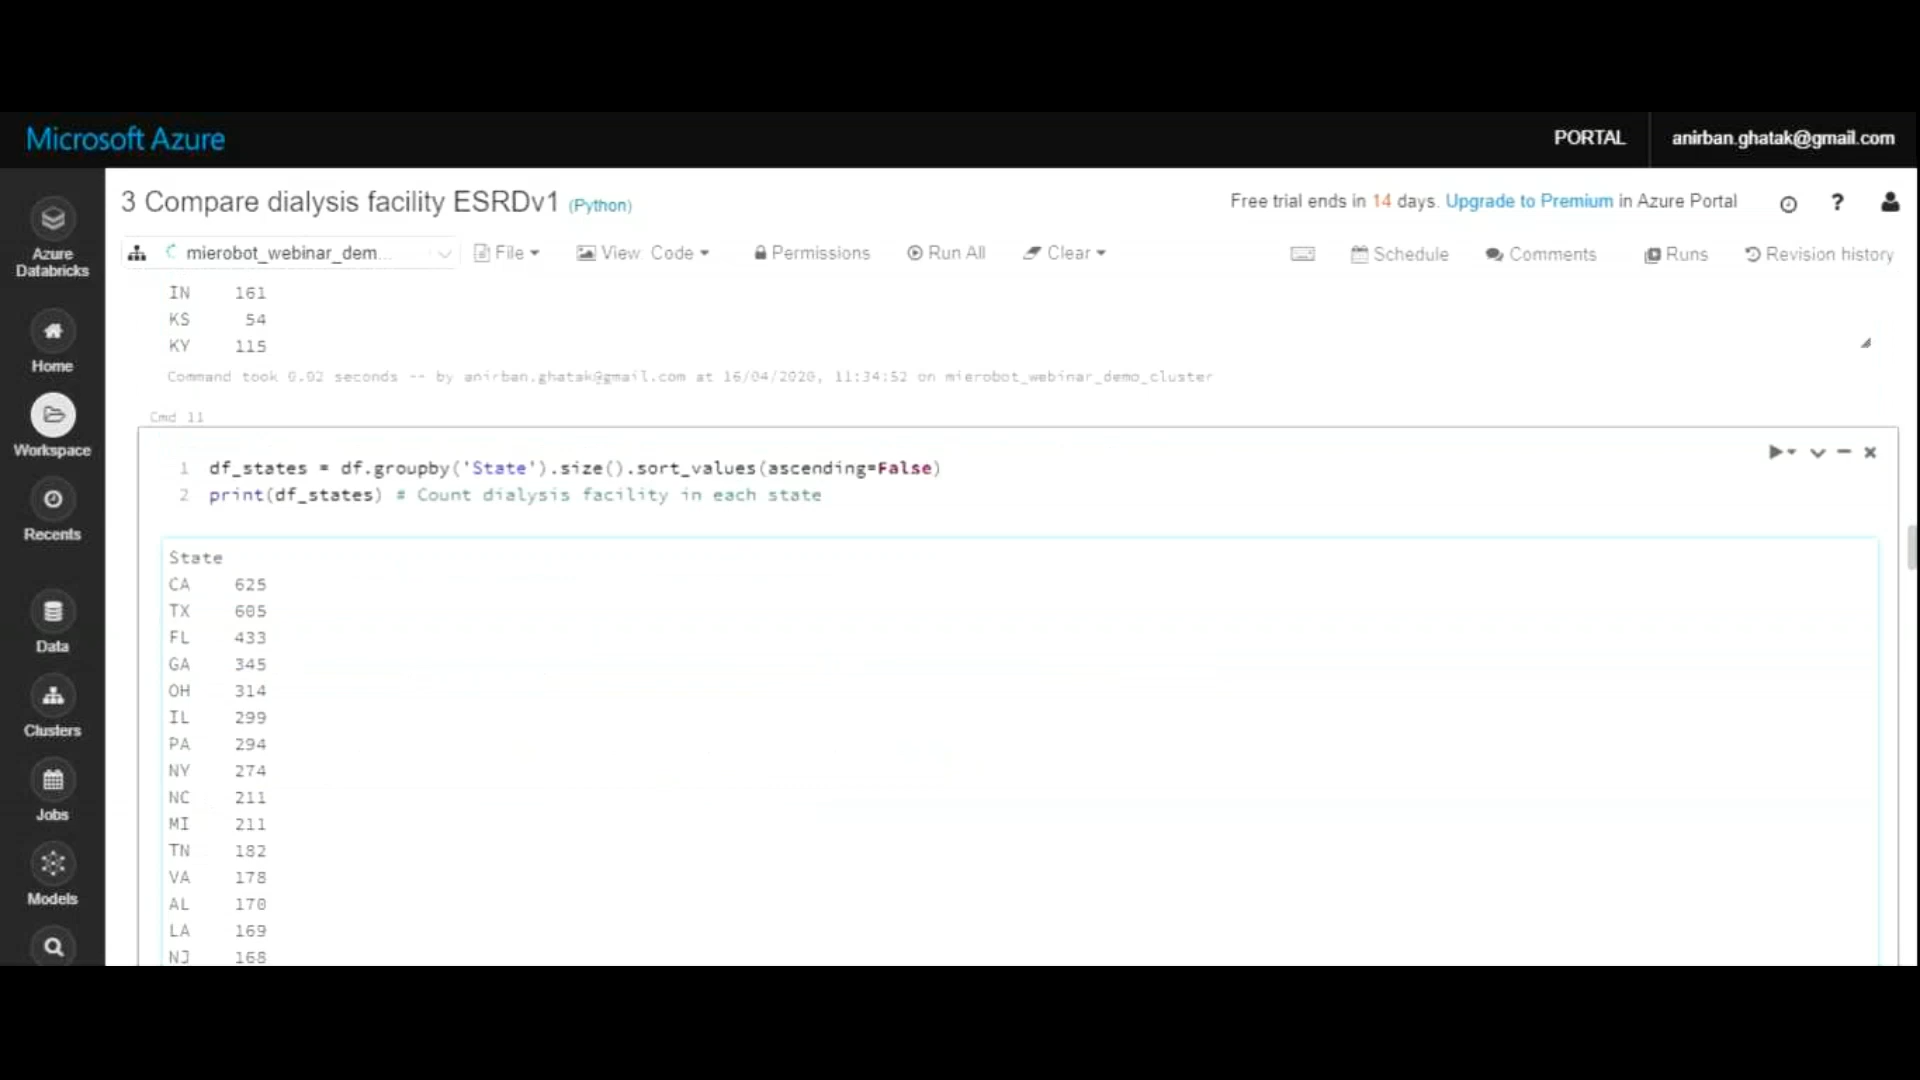 Microsoft Azure
PORTAL
anirban.ghatak@gmail.com
3 Compare dialysis facility ESRDv1 (Python)
Free trial ends in 14 days. Upgrade to Premium in Azure Portal
?
mierobot_webinar_dem...
File
View: Code
Permissions
Run All
Clear
Schedule
Comments
Runs
Revision history
Azure
Databricks
Home
Workspace
Recents
Data
Clusters
Jobs
Models
IN 161
KS 54
KY 115
Command took 0.02 seconds -- by anirban.ghatak@gmail.com at 16/04/2020, 11:34:52 on mierobot_webinar_demo_cluster
Cmd 11
1 df_states = df.groupby('State').size().sort_values(ascending=False)
2 print(df_states) # Count dialysis facility in each state
State
CA 625
TX 605
FL 433
GA 345
OH 314
IL 299
PA 294
NY 274
NC 211
MI 211
TN 182
VA 178
AL 170
LA 169
NJ 168